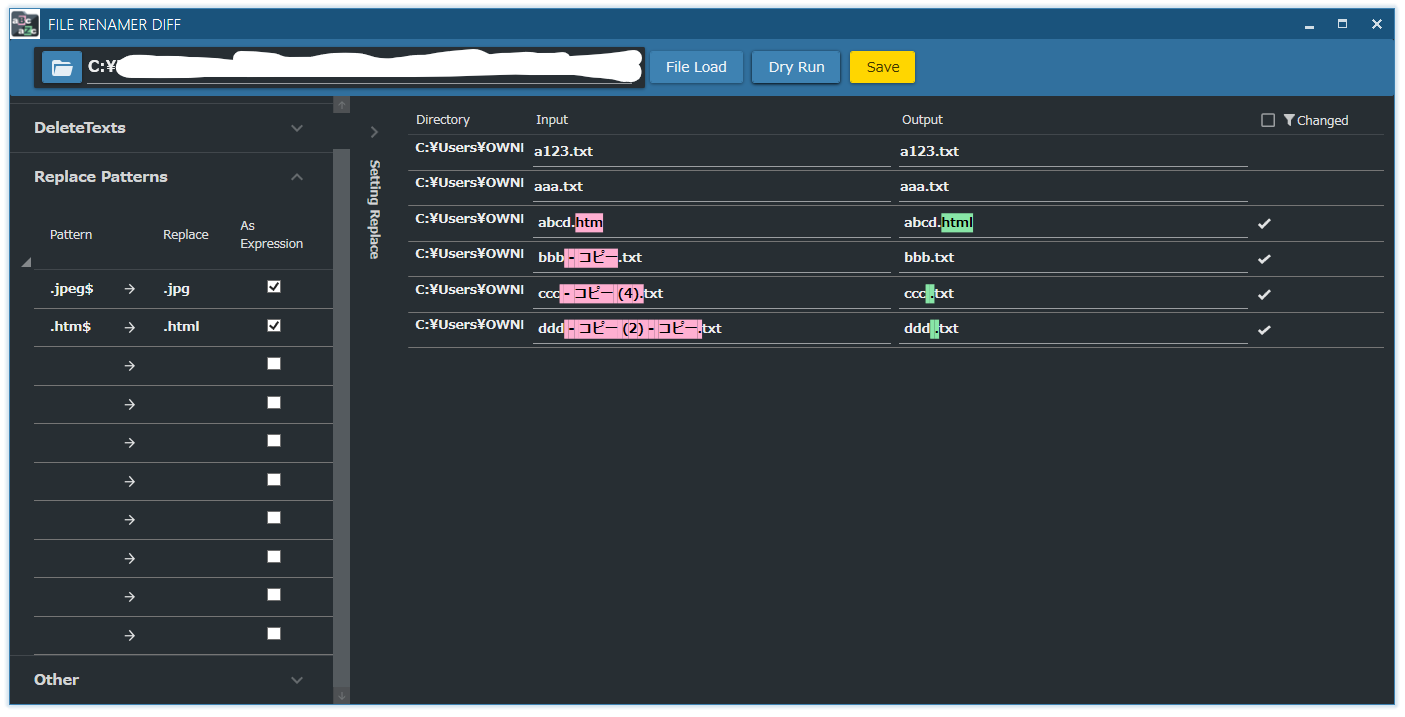 aBc
a2c
FILE RENAMER DIFF
C:¥
File Load
Dry Run
Save
DeleteTexts
Replace Patterns
Pattern
Replace
As
Expression
.jpeg$ → .jpg
.htm$ → .html
→
→
→
→
→
→
→
→
Other
Setting Replace
Directory Input Output Changed
C:¥Users¥OWNI a123.txt a123.txt
C:¥Users¥OWNI aaa.txt aaa.txt
C:¥Users¥OWNI abcd.htm abcd.html
C:¥Users¥OWNI bbb - コピー.txt bbb.txt
C:¥Users¥OWNI ccc - コピー (4).txt ccc .txt
C:¥Users¥OWNI ddd - コピー (2) - コピー.txt ddd .txt